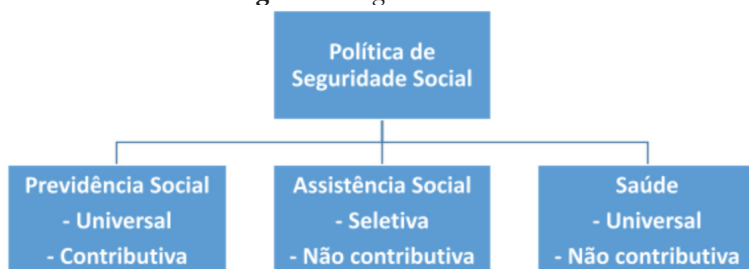 Política de
Seguridade Social
Previdência Social
- Universal
- Contributiva
Assistência Social
- Seletiva
- Não contributiva
Saúde
- Universal
- Não contributiva